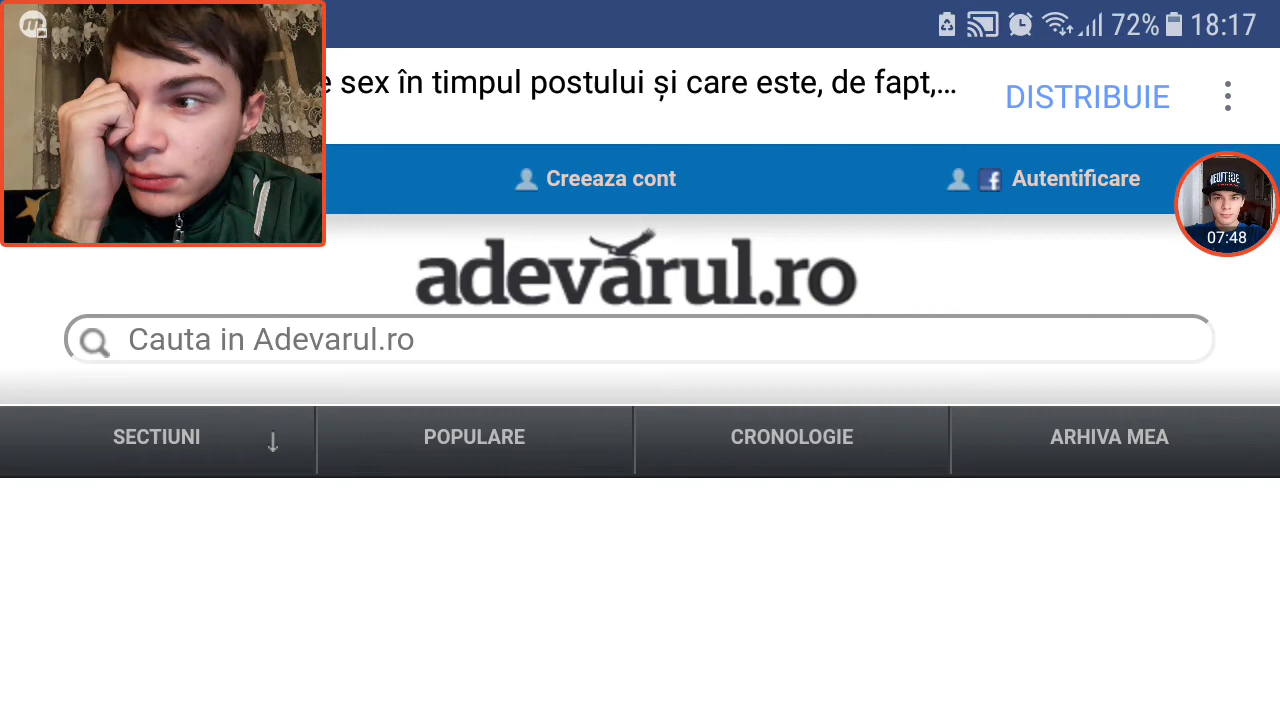 72% 18:17
e sex în timpul postului și care este, de fapt,...
DISTRIBUIE
Creeaza cont
Autentificare
07:48
adevărul.ro
Cauta in Adevarul.ro
SECTIUNI
POPULARE
CRONOLOGIE
ARHIVA MEA